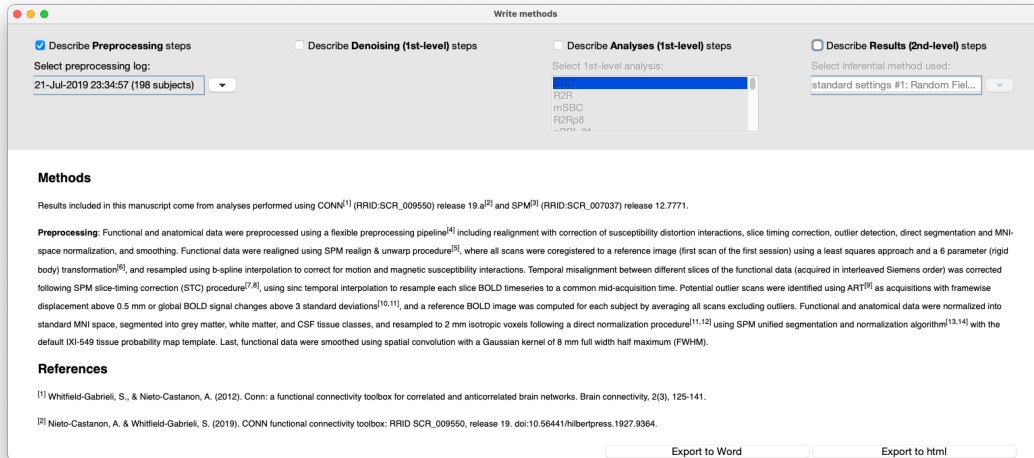 Write methods
Describe Preprocessing steps
Describe Denoising (1st-level) steps
Describe Analyses (1st-level) steps
Describe Results (2nd-level) steps
Select preprocessing log:
Select 1st-level analysis:
Select inferential method used:
21-Jul-2019 23:34:57 (198 subjects)
SBC
standard settings #1: Random Fiel...
R2R
mSBC
R2Rp8
Methods
Results included in this manuscript come from analyses performed using CONN[1] (RRID:SCR_009550) release 19.a[2] and SPM[3] (RRID:SCR_007037) release 12.7771.
Preprocessing: Functional and anatomical data were preprocessed using a flexible preprocessing pipeline[4] including realignment with correction of susceptibility distortion interactions, slice timing correction, outlier detection, direct segmentation and MNI-
space normalization, and smoothing. Functional data were realigned using SPM realign & unwarp procedure[5], where all scans were coregistered to a reference image (first scan of the first session) using a least squares approach and a 6 parameter (rigid
body) transformation[6], and resampled using b-spline interpolation to correct for motion and magnetic susceptibility interactions. Temporal misalignment between different slices of the functional data (acquired in interleaved Siemens order) was corrected
following SPM slice-timing correction (STC) procedure[7,8], using sinc temporal interpolation to resample each slice BOLD timeseries to a common mid-acquisition time. Potential outlier scans were identified using ART[9] as acquisitions with framewise
displacement above 0.5 mm or global BOLD signal changes above 3 standard deviations[10,11], and a reference BOLD image was computed for each subject by averaging all scans excluding outliers. Functional and anatomical data were normalized into
standard MNI space, segmented into grey matter, white matter, and CSF tissue classes, and resampled to 2 mm isotropic voxels following a direct normalization procedure[11,12] using SPM unified segmentation and normalization algorithm[13,14] with the
default IXI-549 tissue probability map template. Last, functional data were smoothed using spatial convolution with a Gaussian kernel of 8 mm full width half maximum (FWHM).
References
[1] Whitfield-Gabrieli, S., & Nieto-Castanon, A. (2012). Conn: a functional connectivity toolbox for correlated and anticorrelated brain networks. Brain connectivity, 2(3), 125-141.
[2] Nieto-Castanon, A. & Whitfield-Gabrieli, S. (2019). CONN functional connectivity toolbox: RRID SCR_009550, release 19. doi:10.56441/hilbertpress.1927.9364.
Export to Word
Export to html